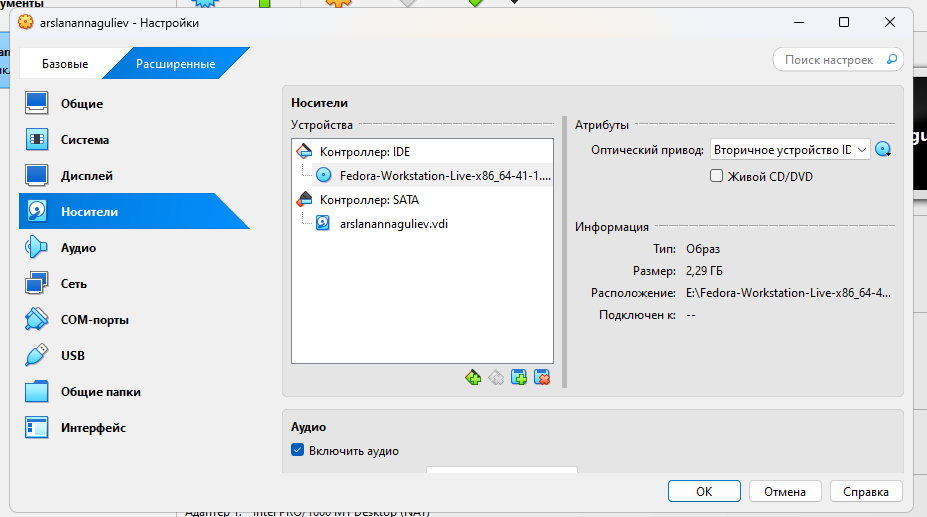 arslanannaguliev - Настройки
Базовые
Расширенные
Поиск настроек
Общие
Система
Дисплей
Носители
Аудио
Сеть
COM-порты
USB
Общие папки
Интерфейс
Носители
Устройства
Контроллер: IDE
Fedora-Workstation-Live-x86_64-41-1....
Контроллер: SATA
arslanannaguliev.vdi
Атрибуты
Оптический привод: Вторичное устройство ID
Живой CD/DVD
Информация
Тип: Образ
Размер: 2,29 ГБ
Расположение: E:\Fedora-Workstation-Live-x86_64-4...
Подключен к: --
Аудио
Включить аудио
OK
Отмена
Справка